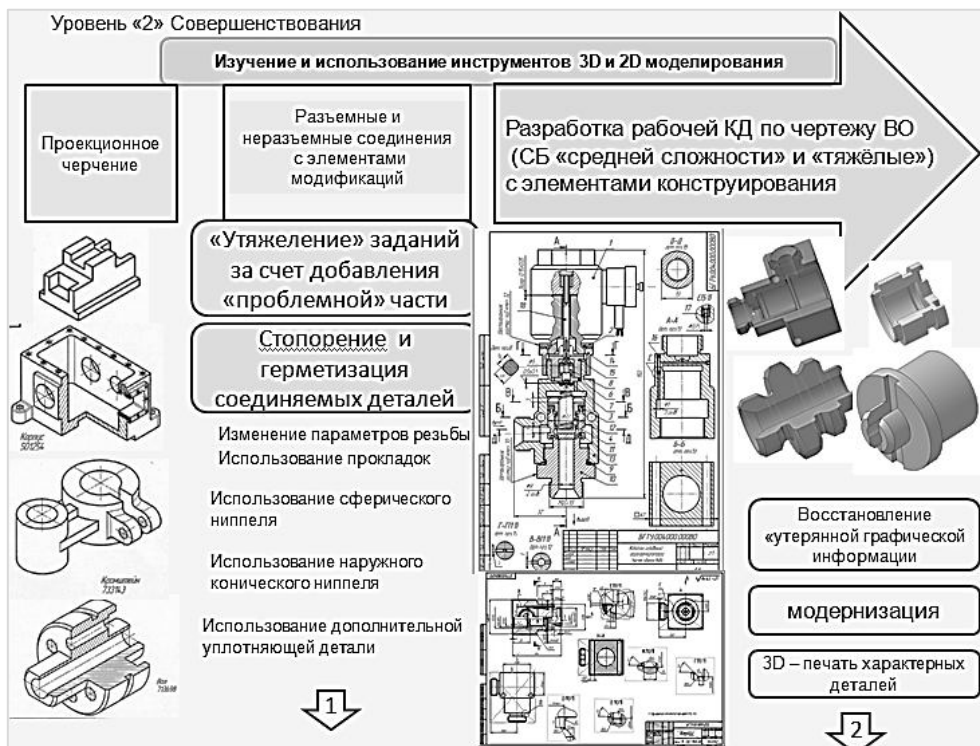 Уровень «2» Совершенствования
Изучение и использование инструментов 3D и 2D моделирования
Проекционное
черчение
Разъемные и
неразъемные соединения
с элементами
модификаций
Разработка рабочей КД по чертежу ВО
(СБ «средней сложности» и «тяжёлые»)
с элементами конструирования
«Утяжеление» заданий
за счет добавления
«проблемной» части
Стопорение и
герметизация
соединяемых деталей
Изменение параметров резьбы
Использование прокладок
Использование сферического
ниппеля
Использование наружного
конического ниппеля
Использование дополнительной
уплотняющей детали
1
Корпус
Кронштейн
Вал
А-А
Б-Б
Восстановление
«утерянной графической
информации
модернизация
3D – печать характерных
деталей
2